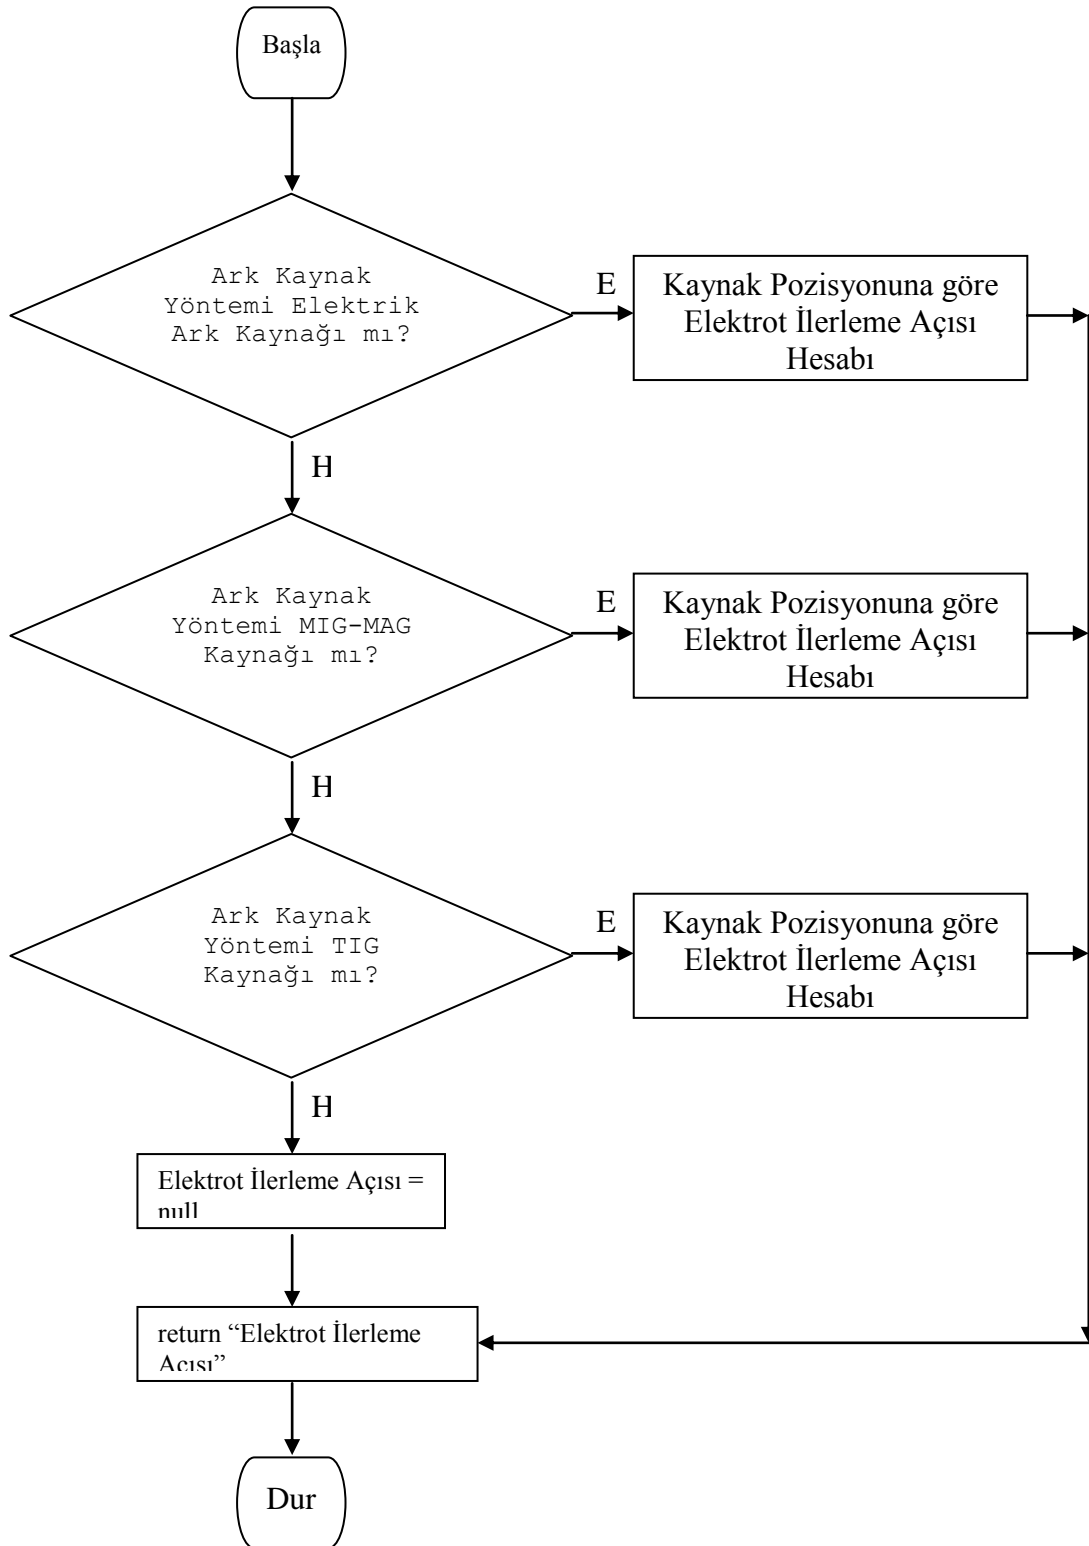 Başla
Ark Kaynak
Yöntemi Elektrik
Ark Kaynağı mı?
E
Kaynak Pozisyonuna göre
Elektrot İlerleme Açısı
Hesabı
H
Ark Kaynak
Yöntemi MIG-MAG
Kaynağı mı?
E
Kaynak Pozisyonuna göre
Elektrot İlerleme Açısı
Hesabı
H
Ark Kaynak
Yöntemi TIG
Kaynağı mı?
E
Kaynak Pozisyonuna göre
Elektrot İlerleme Açısı
Hesabı
H
Elektrot İlerleme Açısı =
null
return “Elektrot İlerleme
Açısı”
Dur